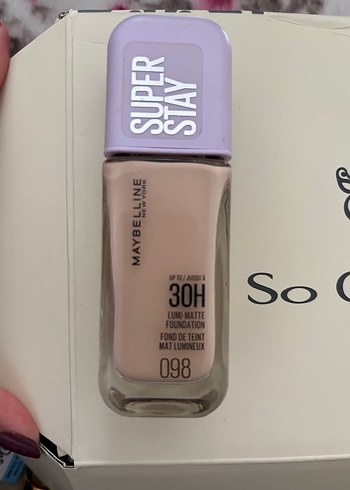 SUPER
STAY
MAYBELLINE
NEW YORK
UP TO / JUSQU'À
30H
LUMI-MATTE
FOUNDATION
FOND DE TEINT
MAT LUMINEUX
098
So